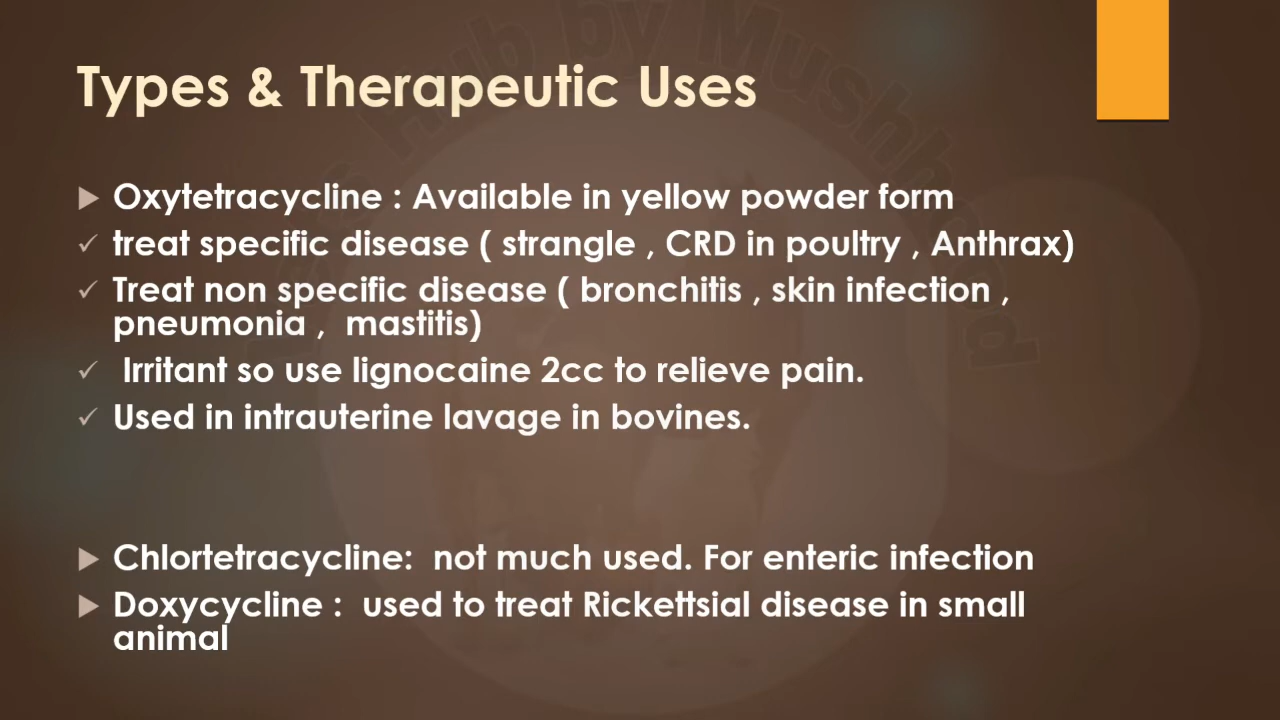 Types & Therapeutic Uses
Oxytetracycline : Available in yellow powder form
treat specific disease ( strangle , CRD in poultry , Anthrax)
Treat non specific disease ( bronchitis , skin infection ,
pneumonia ,  mastitis)
Irritant so use lignocaine 2cc to relieve pain.
Used in intrauterine lavage in bovines.
Chlortetracycline:  not much used. For enteric infection
Doxycycline :  used to treat Rickettsial disease in small
animal